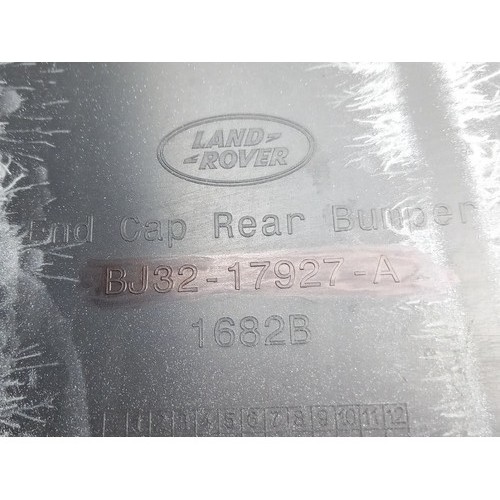 LAND
ROVER
End Cap Rear Bumper
BJ32-17927-A
1682B
1 2 3 4 5 6 7 8 9 10 11 12